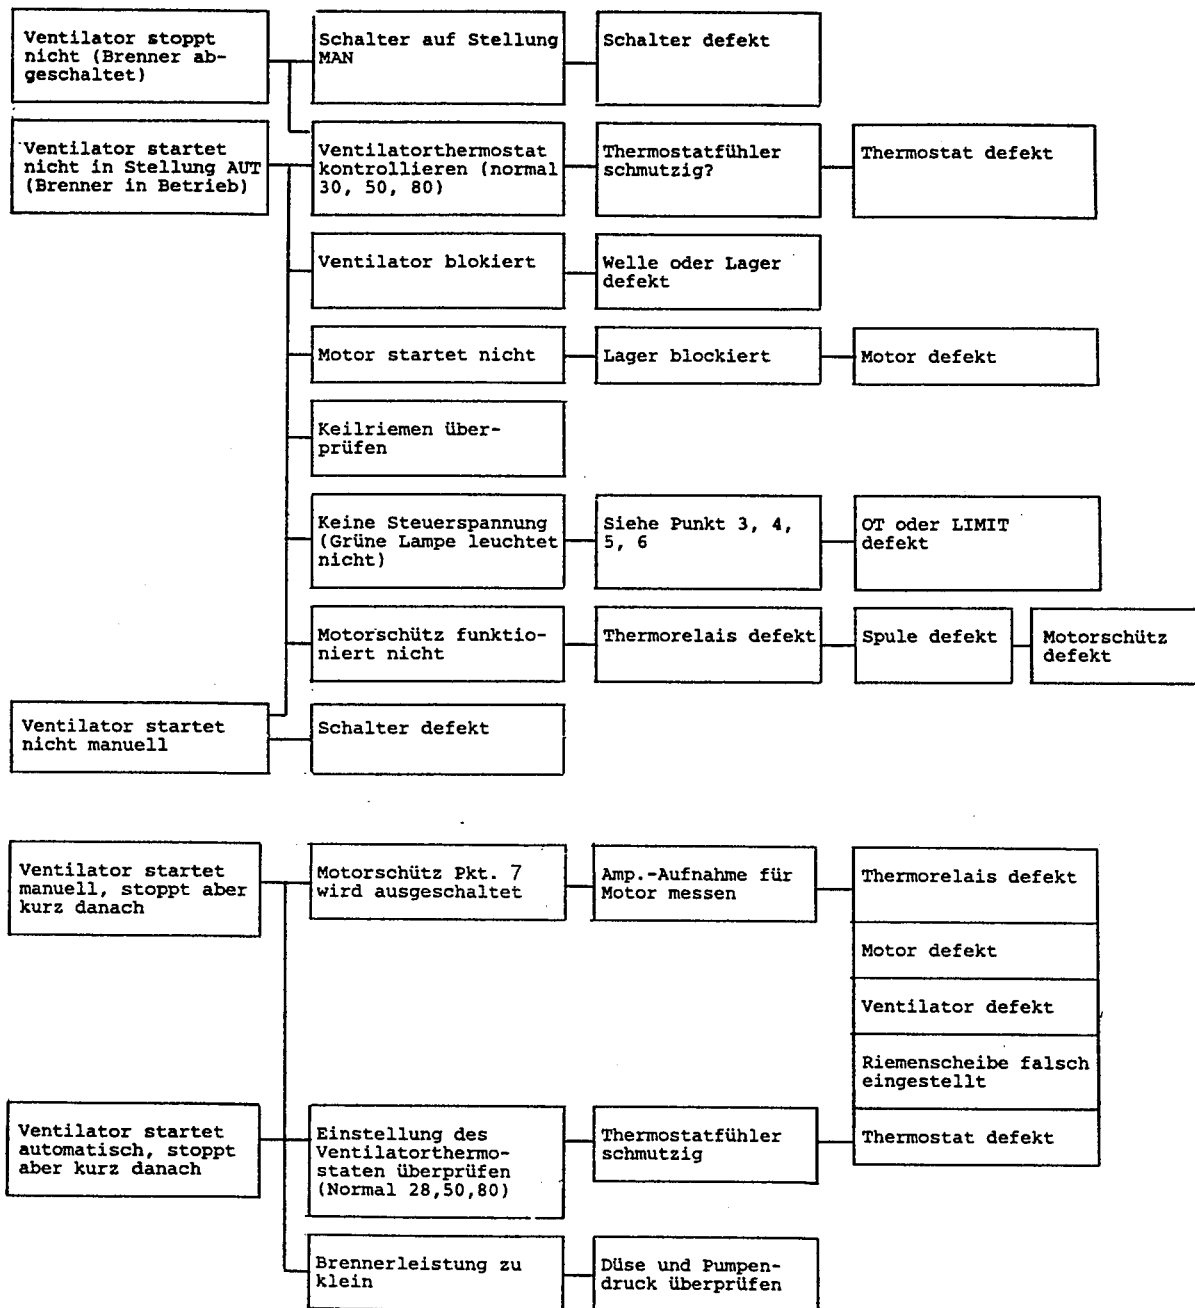 Ventilator stoppt
nicht (Brenner ab-
geschaltet)
Schalter auf Stellung
MAN
Schalter defekt
Ventilator startet
nicht in Stellung AUT
(Brenner in Betrieb)
Ventilatorthermostat
kontrollieren (normal
30, 50, 80)
Thermostatfühler
schmutzig?
Thermostat defekt
Ventilator blokiert
Welle oder Lager
defekt
Motor startet nicht
Lager blockiert
Motor defekt
Keilriemen über-
prüfen
Keine Steuerspannung
(Grüne Lampe leuchtet
nicht)
Siehe Punkt 3, 4,
5, 6
OT oder LIMIT
defekt
Motorschütz funktio-
niert nicht
Thermorelais defekt
Spule defekt
Motorschütz
defekt
Ventilator startet
nicht manuell
Schalter defekt
Ventilator startet
manuell, stoppt aber
kurz danach
Motorschütz Pkt. 7
wird ausgeschaltet
Amp.-Aufnahme für
Motor messen
Thermorelais defekt
Motor defekt
Ventilator defekt
Riemenscheibe falsch
eingestellt
Ventilator startet
automatisch, stoppt
aber kurz danach
Einstellung des
Ventilatorthermo-
staten überprüfen
(Normal 28,50,80)
Thermostatfühler
schmutzig
Thermostat defekt
Brennerleistung zu
klein
Düse und Pumpen-
druck überprüfen